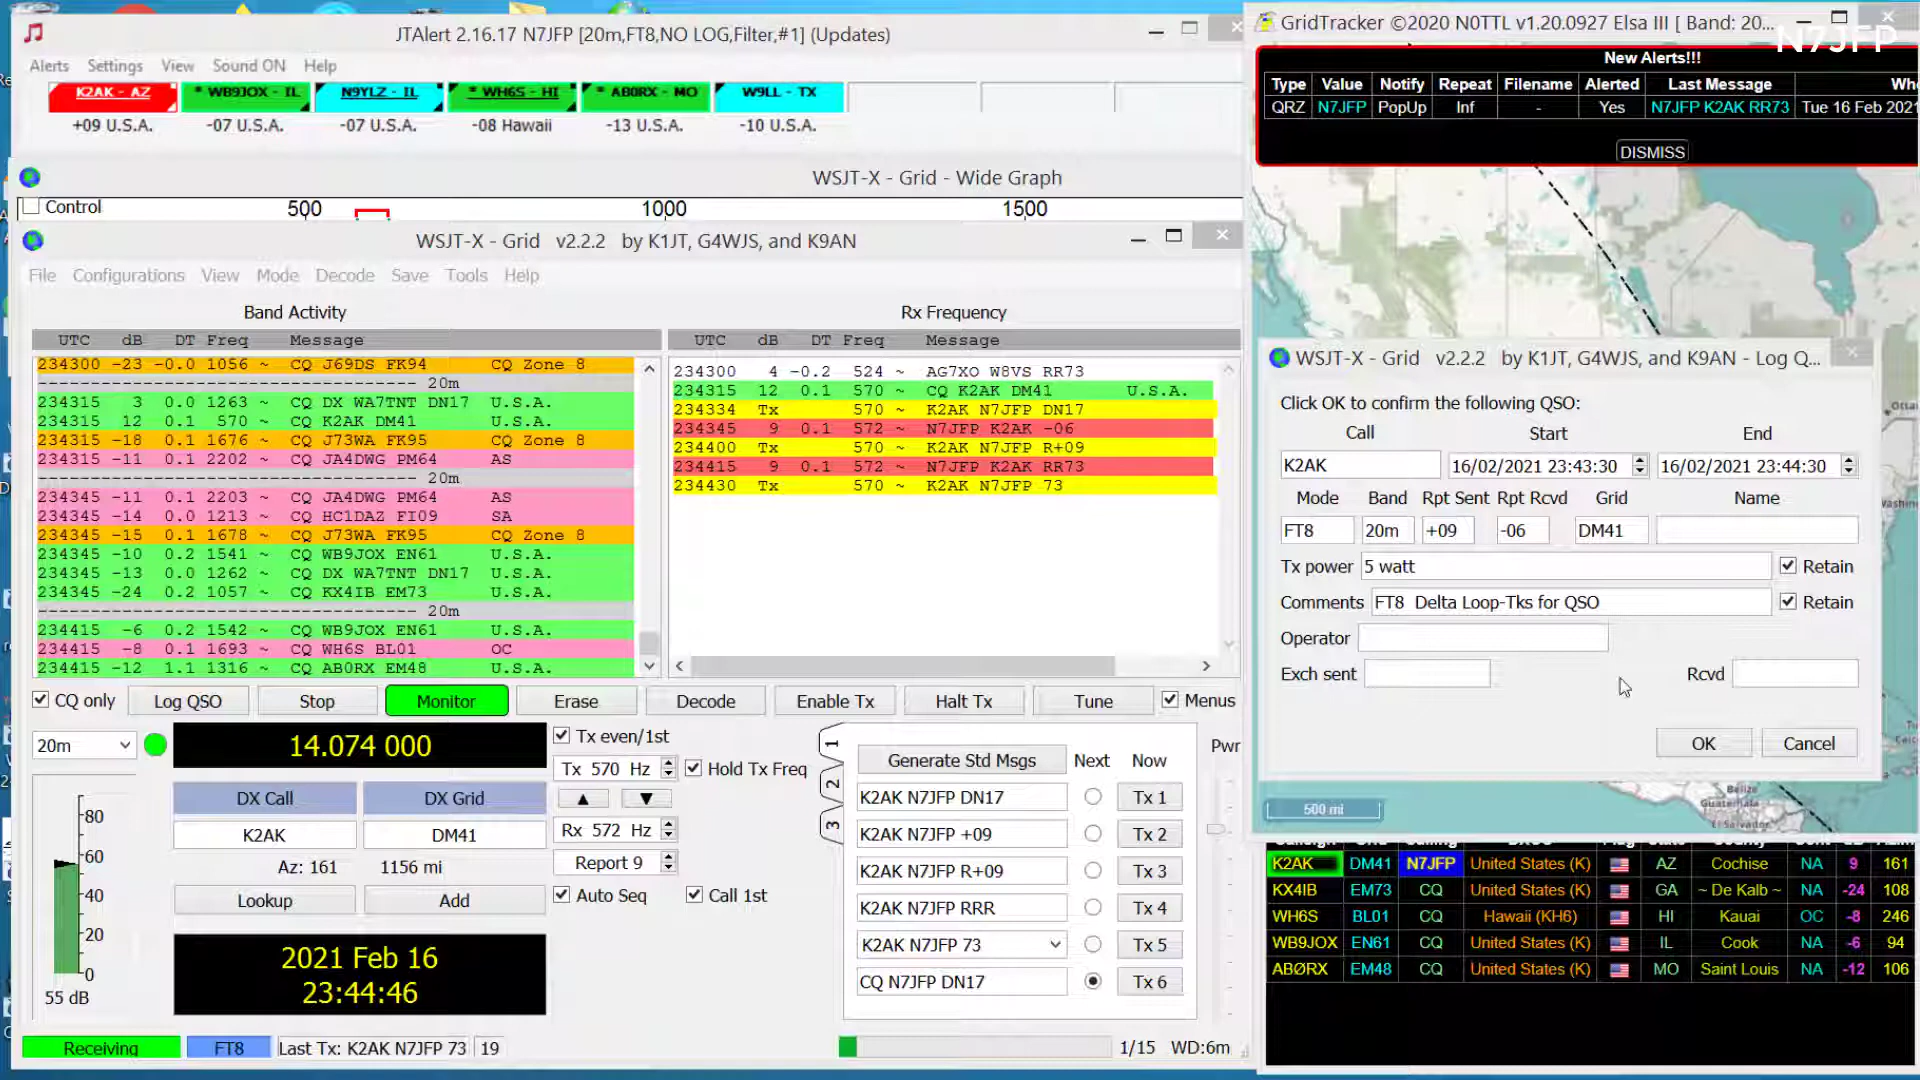 JTAlert 2.16.17 N7JFP [20m,FT8,NO LOG,Filter,#1] (Updates)
Alerts Settings View Sound ON Help
K2AK - AZ * WB9JOX - IL N9YLZ - IL * WH6S - HI * AB0RX - MO W9LL - TX
+09 U.S.A. -07 U.S.A. -07 U.S.A. -08 Hawaii -13 U.S.A. -10 U.S.A.
WSJT-X - Grid - Wide Graph
Control 500 1000 1500
WSJT-X - Grid v2.2.2 by K1JT, G4WJS, and K9AN
File Configurations View Mode Decode Save Tools Help
Band Activity
UTC dB DT Freq Message
234300 -23 -0.0 1056 ~ CQ J69DS FK94 CQ Zone 8
---------------------------------- 20m
234315 3 0.0 1263 ~ CQ DX WA7TNT DN17 U.S.A.
234315 12 0.1 570 ~ CQ K2AK DM41 U.S.A.
234315 -18 0.1 1676 ~ CQ J73WA FK95 CQ Zone 8
234315 -11 0.1 2202 ~ CQ JA4DWG PM64 AS
---------------------------------- 20m
234345 -11 0.1 2203 ~ CQ JA4DWG PM64 AS
234345 -14 0.0 1213 ~ CQ HC1DAZ FI09 SA
234345 -15 0.1 1678 ~ CQ J73WA FK95 CQ Zone 8
234345 -10 0.2 1541 ~ CQ WB9JOX EN61 U.S.A.
234345 -13 0.0 1262 ~ CQ DX WA7TNT DN17 U.S.A.
234345 -24 0.2 1057 ~ CQ KX4IB EM73 U.S.A.
---------------------------------- 20m
234415 -6 0.2 1542 ~ CQ WB9JOX EN61 U.S.A.
234415 -8 0.1 1693 ~ CQ WH6S BL01 OC
234415 -12 1.1 1316 ~ CQ AB0RX EM48 U.S.A.
Rx Frequency
UTC dB DT Freq Message
234300 4 -0.2 524 ~ AG7XO W8VS RR73
234315 12 0.1 570 ~ CQ K2AK DM41 U.S.A.
234334 Tx 570 ~ K2AK N7JFP DN17
234345 9 0.1 572 ~ N7JFP K2AK -06
234400 Tx 570 ~ K2AK N7JFP R+09
234415 9 0.1 572 ~ N7JFP K2AK RR73
234430 Tx 570 ~ K2AK N7JFP 73
CQ only Log QSO Stop Monitor Erase Decode Enable Tx Halt Tx Tune Menus
20m 14.074 000
80
60
40
20
0
55 dB
DX Call DX Grid
K2AK DM41
Az: 161 1156 mi
Lookup Add
2021 Feb 16
23:44:46
Tx even/1st
Tx 570 Hz Hold Tx Freq
▲ ▼
Rx 572 Hz
Report 9
Auto Seq Call 1st
1
2
3
Generate Std Msgs Next Now Pwr
K2AK N7JFP DN17 Tx 1
K2AK N7JFP +09 Tx 2
K2AK N7JFP R+09 Tx 3
K2AK N7JFP RRR Tx 4
K2AK N7JFP 73 Tx 5
CQ N7JFP DN17 Tx 6
Receiving FT8 Last Tx: K2AK N7JFP 73 19 1/15 WD:6m
GridTracker ©2020 N0TTL v1.20.0927 Elsa III [ Band: 20...
N7JFP
New Alerts!!!
Type Value Notify Repeat Filename Alerted Last Message Whe
QRZ N7JFP PopUp Inf - Yes N7JFP K2AK RR73 Tue 16 Feb 2021
DISMISS
WSJT-X - Grid v2.2.2 by K1JT, G4WJS, and K9AN - Log Q...
Click OK to confirm the following QSO:
Call Start End
K2AK 16/02/2021 23:43:30 16/02/2021 23:44:30
Mode Band Rpt Sent Rpt Rcvd Grid Name
FT8 20m +09 -06 DM41
Tx power 5 watt Retain
Comments FT8 Delta Loop-Tks for QSO Retain
Operator
Exch sent Rcvd
OK Cancel
Belize
Guatemala
El Salvador
500 mi
K2AK DM41 N7JFP United States (K) AZ Cochise NA 9 161
KX4IB EM73 CQ United States (K) GA ~ De Kalb ~ NA -24 108
WH6S BL01 CQ Hawaii (KH6) HI Kauai OC -8 246
WB9JOX EN61 CQ United States (K) IL Cook NA -6 94
ABØRX EM48 CQ United States (K) MO Saint Louis NA -12 106